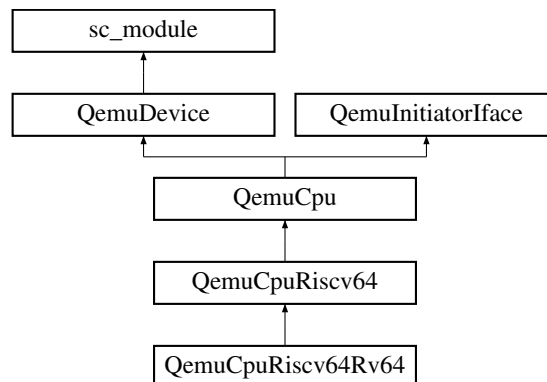 sc_module
QemuDevice
QemuInitiatorIface
QemuCpu
QemuCpuRiscv64
QemuCpuRiscv64Rv64